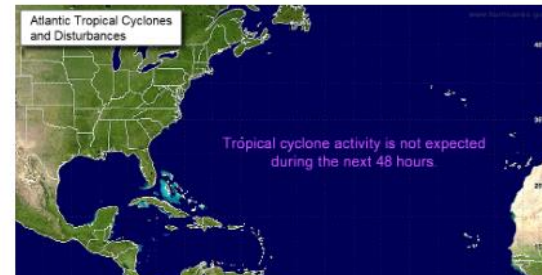 Atlantic Tropical Cyclones
and Disturbances
Tropical cyclone activity is not expected
during the next 48 hours.